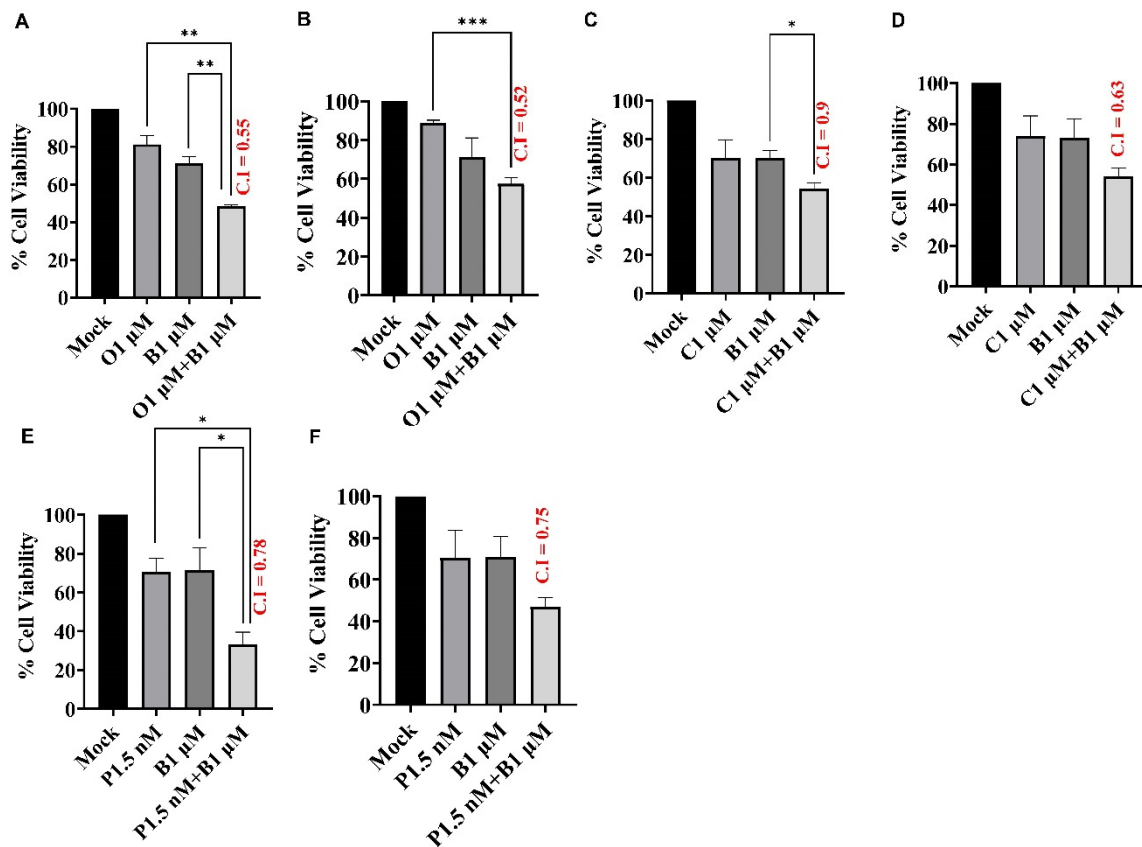 A
**
**
C.I = 0.55
% Cell Viability
100
80
60
40
20
0
Mock
O1 µM
B1 µM
O1 µM+B1 µM
B
***
C.I = 0.52
% Cell Viability
100
80
60
40
20
0
Mock
O1 µM
B1 µM
O1 µM+B1 µM
C
*
C.I = 0.9
% Cell Viability
100
80
60
40
20
0
Mock
C1 µM
B1 µM
C1 µM+B1 µM
D
C.I = 0.63
% Cell Viability
100
80
60
40
20
0
Mock
C1 µM
B1 µM
C1 µM+B1 µM
E
*
*
C.I = 0.78
% Cell Viability
100
80
60
40
20
0
Mock
P1.5 nM
B1 µM
P1.5 nM+B1 µM
F
C.I = 0.75
% Cell Viability
100
80
60
40
20
0
Mock
P1.5 nM
B1 µM
P1.5 nM+B1 µM